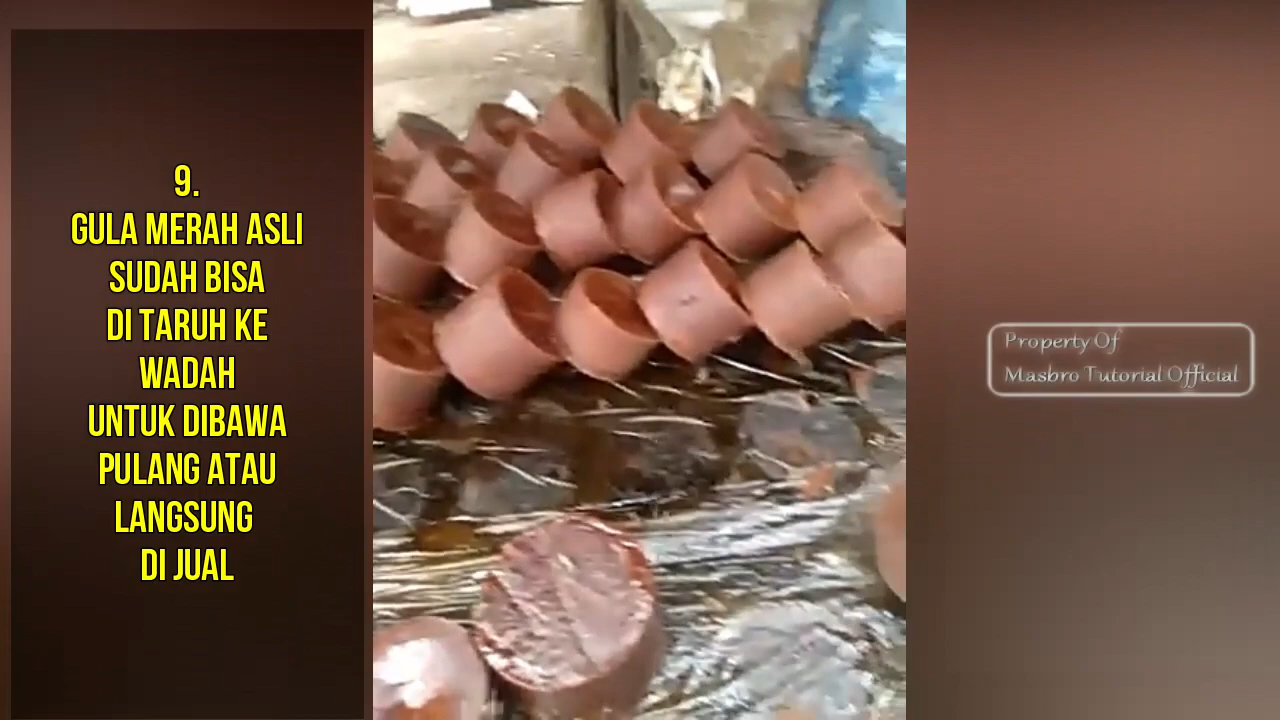 9.
GULA MERAH ASLI
SUDAH BISA
DI TARUH KE
WADAH
UNTUK DIBAWA
PULANG ATAU
LANGSUNG
DI JUAL
Property Of
Masbro Tutorial Official